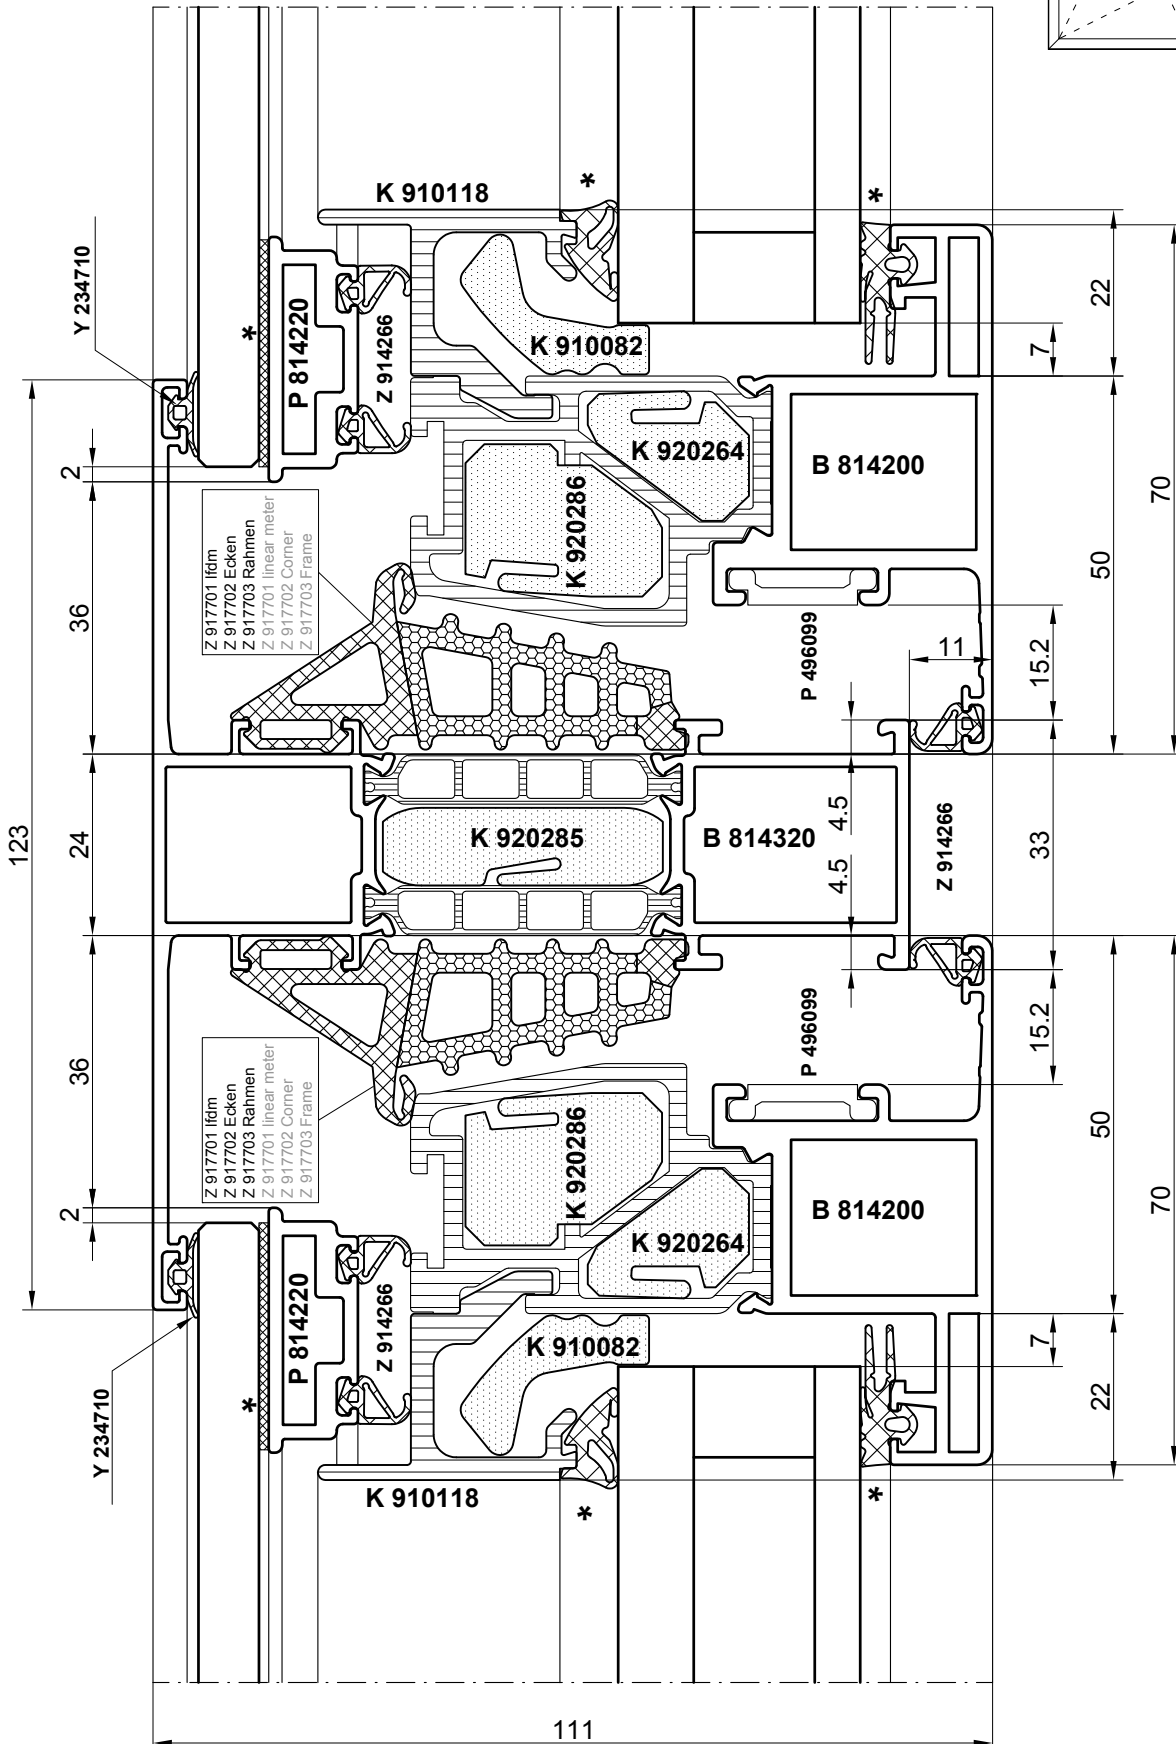 K 910118
*
*
Y 234710
*
P 814220
Z 914266
K 910082
22
7
70
K 920264
B 814200
K 920286
50
2
36
Z 917701 lfdm
Z 917702 Ecken
Z 917703 Rahmen
Z 917701 linear meter
Z 917702 Corner
Z 917703 Frame
P 496099
11
15.2
123
24
K 920285
B 814320
4.5
4.5
Z 914266
33
36
Z 917701 lfdm
Z 917702 Ecken
Z 917703 Rahmen
Z 917701 linear meter
Z 917702 Corner
Z 917703 Frame
P 496099
15.2
K 920286
50
B 814200
K 920264
2
70
P 814220
Z 914266
K 910082
7
22
*
Y 234710
K 910118
*
*
111